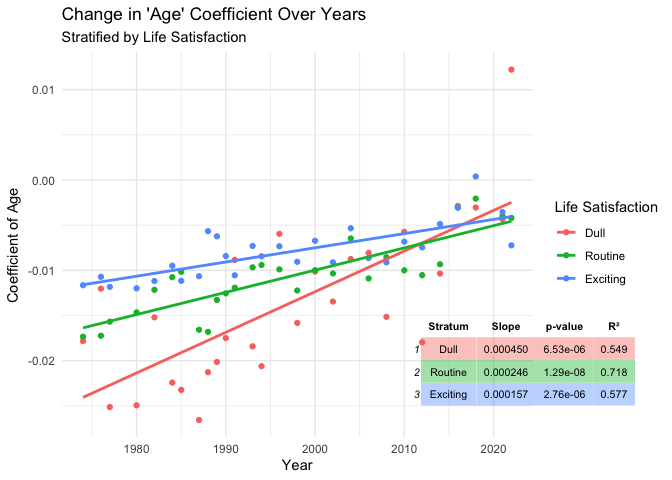 Change in 'Age' Coefficient Over Years
Stratified by Life Satisfaction
Coefficient of Age
0.01
0.00
-0.01
-0.02
1980 1990 2000 2010 2020
Year
Life Satisfaction
Dull
Routine
Exciting
Stratum Slope p-value R²
1 Dull 0.000450 6.53e-06 0.549
2 Routine 0.000246 1.29e-08 0.718
3 Exciting 0.000157 2.76e-06 0.577